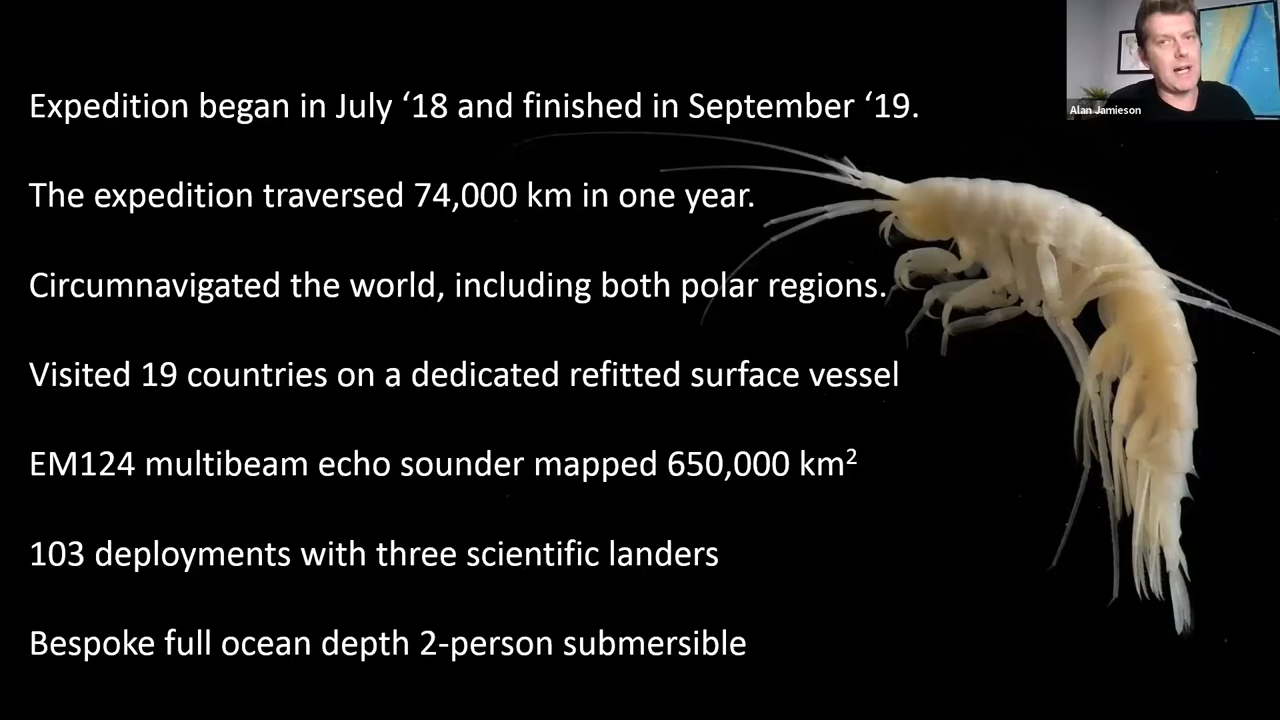 Expedition began in July ‘18 and finished in September ‘19.
Alan Jamieson
The expedition traversed 74,000 km in one year.
Circumnavigated the world, including both polar regions.
Visited 19 countries on a dedicated refitted surface vessel
EM124 multibeam echo sounder mapped 650,000 km²
103 deployments with three scientific landers
Bespoke full ocean depth 2-person submersible